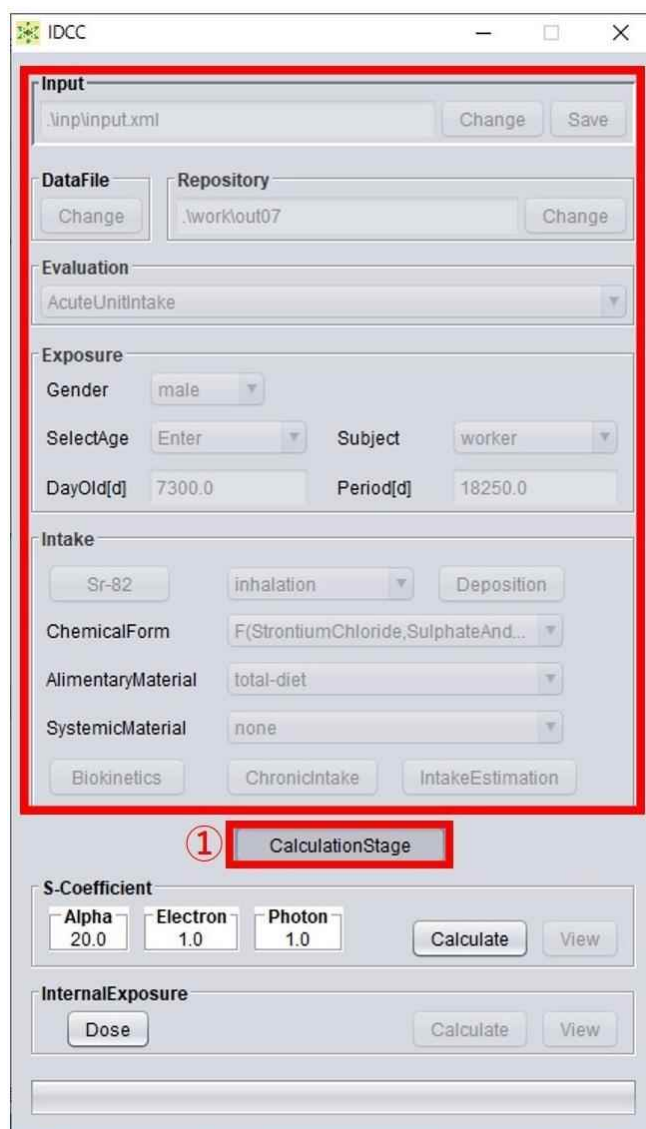 IDCC
Input
.\inp\input.xml Change Save
DataFile Repository
Change .\work\out07 Change
Evaluation
AcuteUnitIntake
Exposure
Gender male
SelectAge Enter Subject worker
DayOld[d] 7300.0 Period[d] 18250.0
Intake
Sr-82 inhalation Deposition
ChemicalForm F(StrontiumChloride,SulphateAnd...
AlimentaryMaterial total-diet
SystemicMaterial none
Biokinetics ChronicIntake IntakeEstimation
① CalculationStage
S-Coefficient
Alpha Electron Photon
20.0 1.0 1.0 Calculate View
InternalExposure
Dose Calculate View